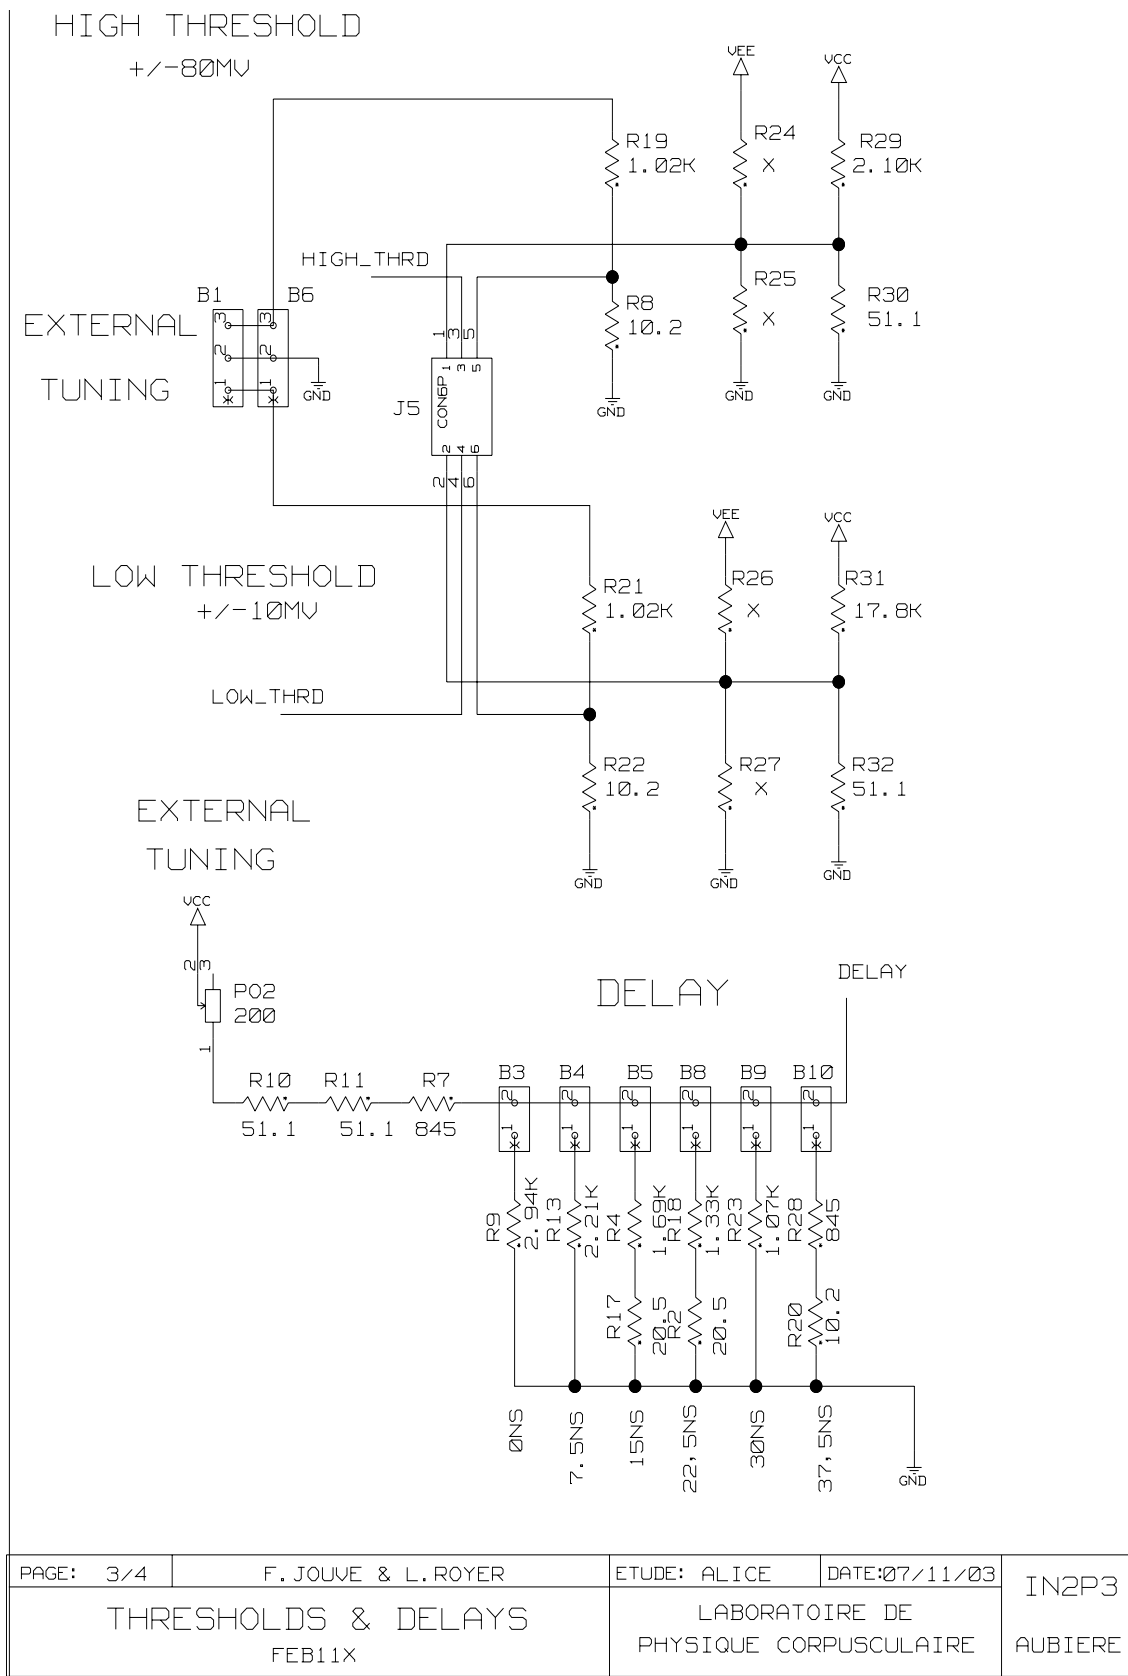 HIGH THRESHOLD
+/-80MV
VEE
VCC
R19
1.02K
R24
X
R29
2.10K
HIGH_THRD
R25
X
R30
51.1
B1
B6
R8
10.2
EXTERNAL
TUNING
3
2
1
3
2
1
GND
1
3
5
1
3
5
CON6P
J5
2
4
6
2
4
6
GND
GND
GND
VEE
VCC
LOW THRESHOLD
+/-10MV
R21
1.02K
R26
X
R31
17.8K
LOW_THRD
R22
10.2
R27
X
R32
51.1
GND
GND
GND
EXTERNAL
TUNING
VCC
2
3
PO2
200
1
DELAY
DELAY
R10
51.1
R11
51.1
R7
845
B3
B4
B5
B8
B9
B10
2
2
2
2
2
2
1
1
1
1
1
1
R9
2.94K
R13
2.21K
R4
1.69K
R18
1.33K
R23
1.07K
R28
845
R17
20.5
R2
20.5
R20
10.2
0NS
7.5NS
15NS
22,5NS
30NS
37,5NS
GND
PAGE: 3/4
F.JOUVE & L.ROYER
ETUDE: ALICE
DATE:07/11/03
IN2P3
AUBIERE
THRESHOLDS & DELAYS
FEB11X
LABORATOIRE DE
PHYSIQUE CORPUSCULAIRE